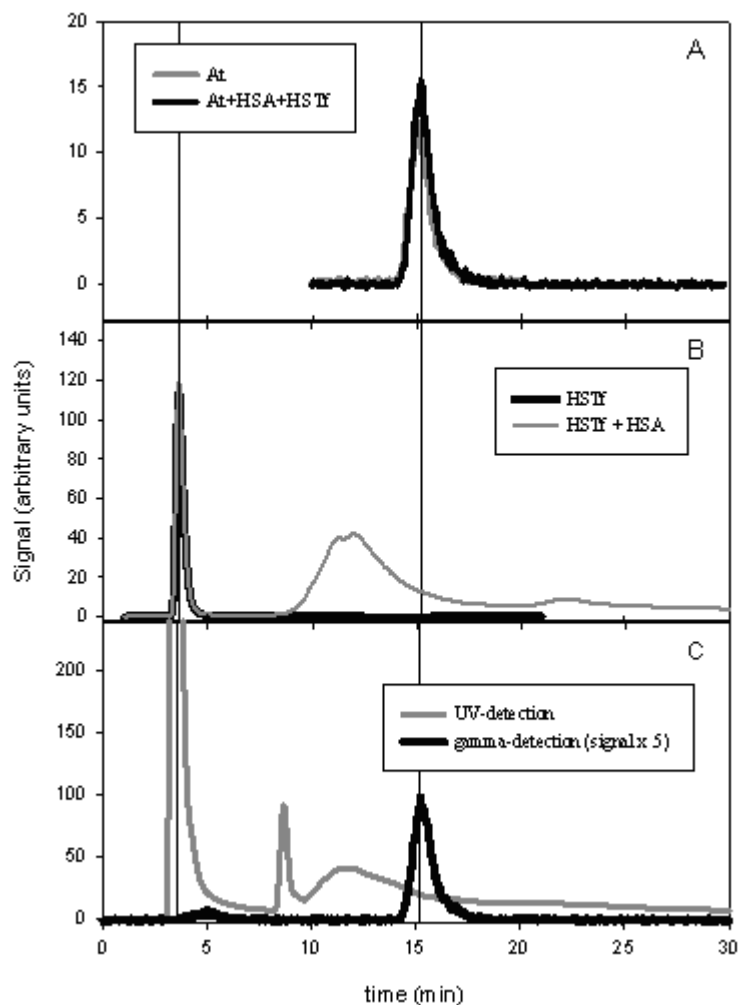 20
15
10
5
0
A
At
At+HSA+HSTf
Signal (arbitrary units)
140
120
100
80
60
40
20
0
B
HSTf
HSTf + HSA
200
150
100
50
0
C
UV-detection
gamma-detection (signal x 5)
0 5 10 15 20 25 30
time (min)